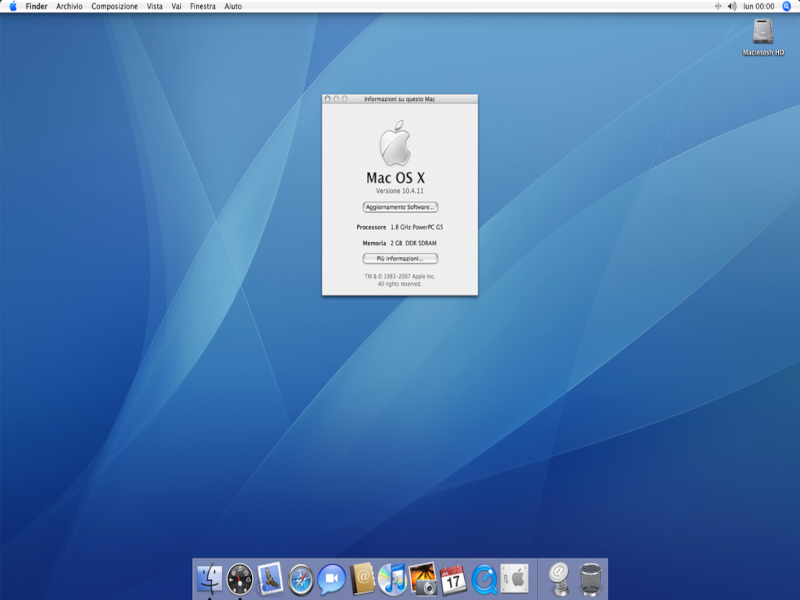 Finder Archivio Composizione Vista Vai Finestra Aiuto lun 00:00
Macintosh HD
Informazioni su questo Mac
Mac OS X
Versione 10.4.11
Aggiornamento Software...
Processore 1.8 GHz PowerPC G5
Memoria 2 GB DDR SDRAM
Più informazioni...
TM & © 1983-2007 Apple Inc.
All rights reserved.
17